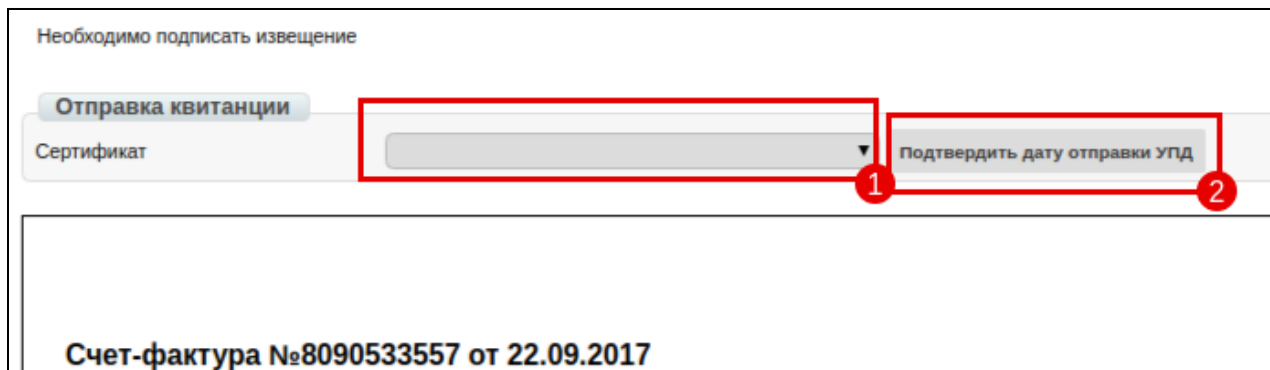 Необходимо подписать извещение
Отправка квитанции
Сертификат
Подтвердить дату отправки УПД
1
2
Счет-фактура №8090533557 от 22.09.2017